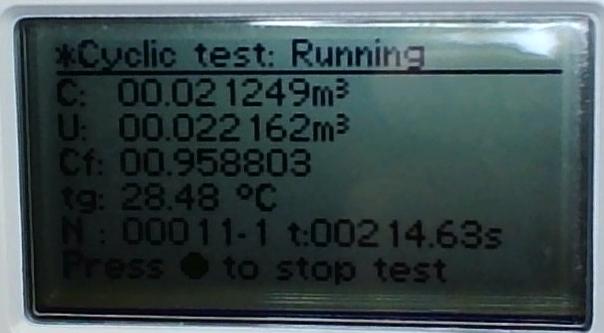 *Cyclic test: Running
C: 00.021249m³
U: 00.022162m³
Cf: 00.958803
tg: 28.48 °C
N : 00011-1 t:00214.63s
Press ● to stop test